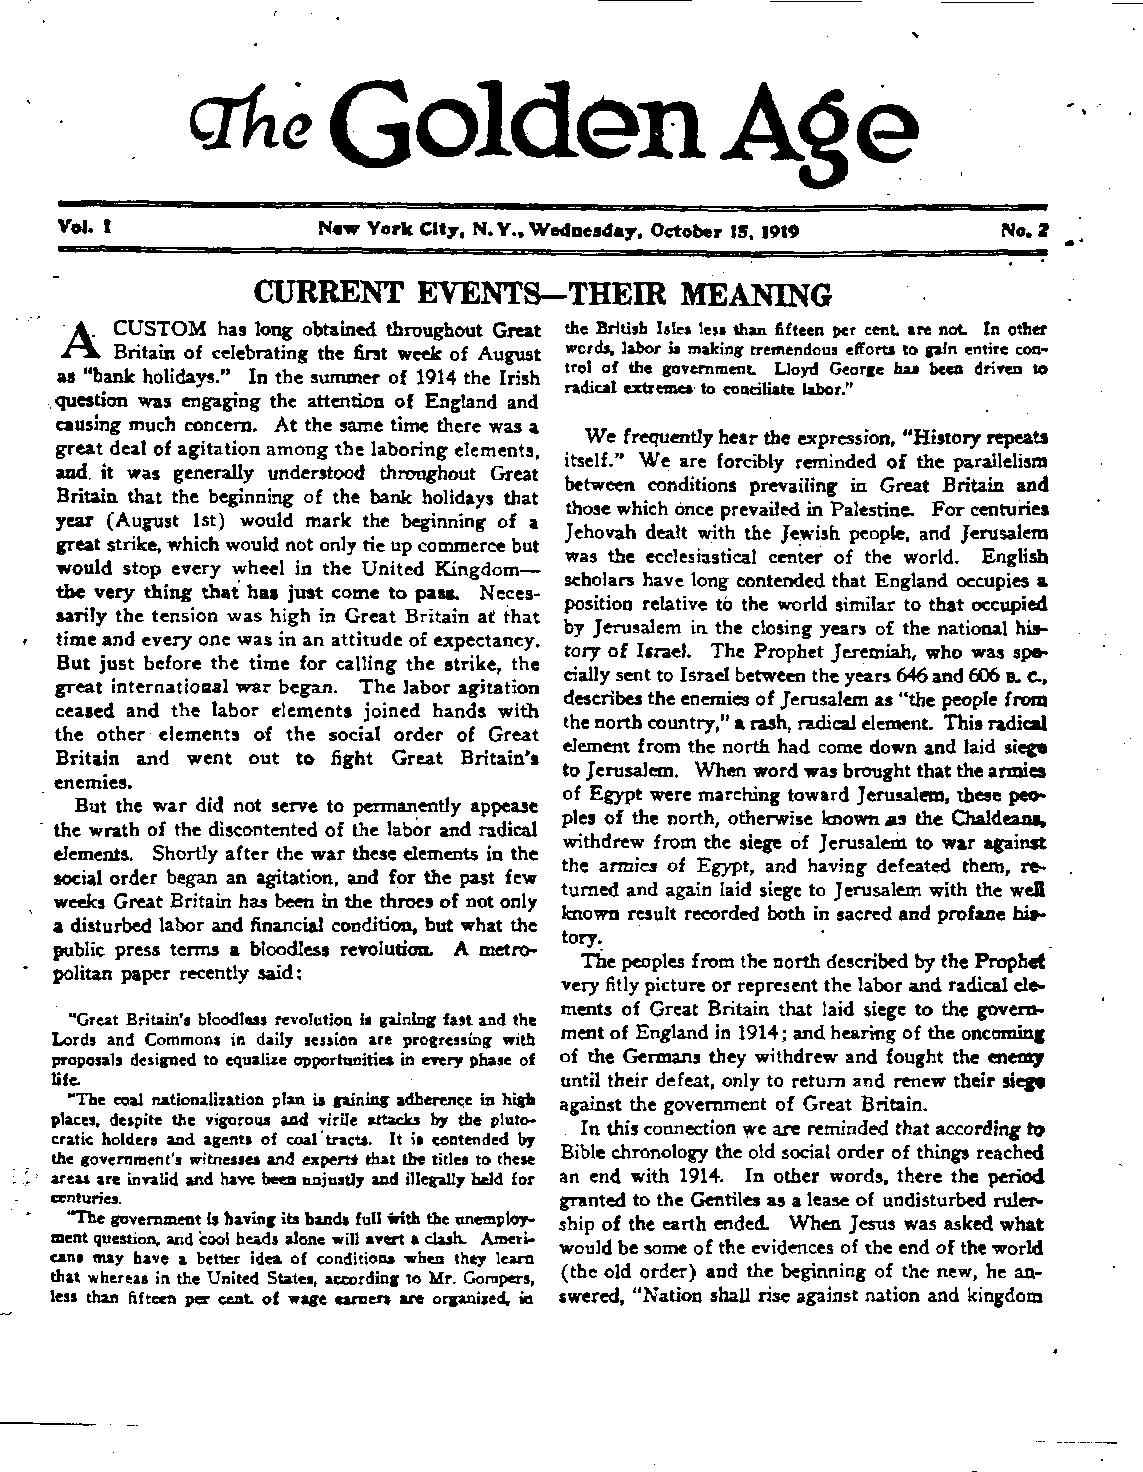 The Golden Age
Vol. 1 New York City, N.Y., Wednesday, October 15, 1919 No. 2
CURRENT EVENTS—THEIR MEANING
A CUSTOM has long obtained throughout Great
Britain of celebrating the first week of August
as "bank holidays." In the summer of 1914 the Irish
question was engaging the attention of England and
causing much concern. At the same time there was a
great deal of agitation among the laboring elements,
and it was generally understood throughout Great
Britain that the beginning of the bank holidays that
year (August 1st) would mark the beginning of a
great strike, which would not only tie up commerce but
would stop every wheel in the United Kingdom—
the very thing that has just come to pass. Neces-
sarily the tension was high in Great Britain at that
time and every one was in an attitude of expectancy.
But just before the time for calling the strike, the
great international war began. The labor agitation
ceased and the labor elements joined hands with
the other elements of the social order of Great
Britain and went out to fight Great Britain's
enemies.
But the war did not serve to permanently appease
the wrath of the discontented of the labor and radical
elements. Shortly after the war these elements in the
social order began an agitation, and for the past few
weeks Great Britain has been in the throes of not only
a disturbed labor and financial condition, but what the
public press terms a bloodless revolution. A metro-
politan paper recently said:
"Great Britain's bloodless revolution is gaining fast and the
Lords and Commons in daily session are progressing with
proposals designed to equalize opportunities in every phase of
life.
"The coal nationalization plan is gaining adherence in high
places, despite the vigorous and virile attacks by the pluto-
cratic holders and agents of coal tracts. It is contended by
the government's witnesses and experts that the titles to these
areas are invalid and have been unjustly and illegally held for
centuries.
"The government is having its hands full with the unemploy-
ment question, and cool heads alone will avert a clash. Ameri-
cans may have a better idea of conditions when they learn
that whereas in the United States, according to Mr. Gompers,
less than fifteen per cent. of wage earners are organized, in
the British Isles less than fifteen per cent. are not. In other
words, labor is making tremendous efforts to gain entire con-
trol of the government. Lloyd George has been driven to
radical extremes to conciliate labor."
We frequently hear the expression, "History repeats
itself." We are forcibly reminded of the parallelism
between conditions prevailing in Great Britain and
those which once prevailed in Palestine. For centuries
Jehovah dealt with the Jewish people, and Jerusalem
was the ecclesiastical center of the world. English
scholars have long contended that England occupies a
position relative to the world similar to that occupied
by Jerusalem in the closing years of the national his-
tory of Israel. The Prophet Jeremiah, who was spe-
cially sent to Israel between the years 646 and 606 B. C.,
describes the enemies of Jerusalem as "the people from
the north country," a rash, radical element. This radical
element from the north had come down and laid siege
to Jerusalem. When word was brought that the armies
of Egypt were marching toward Jerusalem, these peo-
ples of the north, otherwise known as the Chaldeans,
withdrew from the siege of Jerusalem to war against
the armies of Egypt, and having defeated them, re-
turned and again laid siege to Jerusalem with the well
known result recorded both in sacred and profane his-
tory.
The peoples from the north described by the Prophet
very fitly picture or represent the labor and radical ele-
ments of Great Britain that laid siege to the govern-
ment of England in 1914; and hearing of the oncoming
of the Germans they withdrew and fought the enemy
until their defeat, only to return and renew their siege
against the government of Great Britain.
In this connection we are reminded that according to
Bible chronology the old social order of things reached
an end with 1914. In other words, there the period
granted to the Gentiles as a lease of undisturbed ruler-
ship of the earth ended. When Jesus was asked what
would be some of the evidences of the end of the world
(the old order) and the beginning of the new, he an-
swered, "Nation shall rise against nation and kingdom